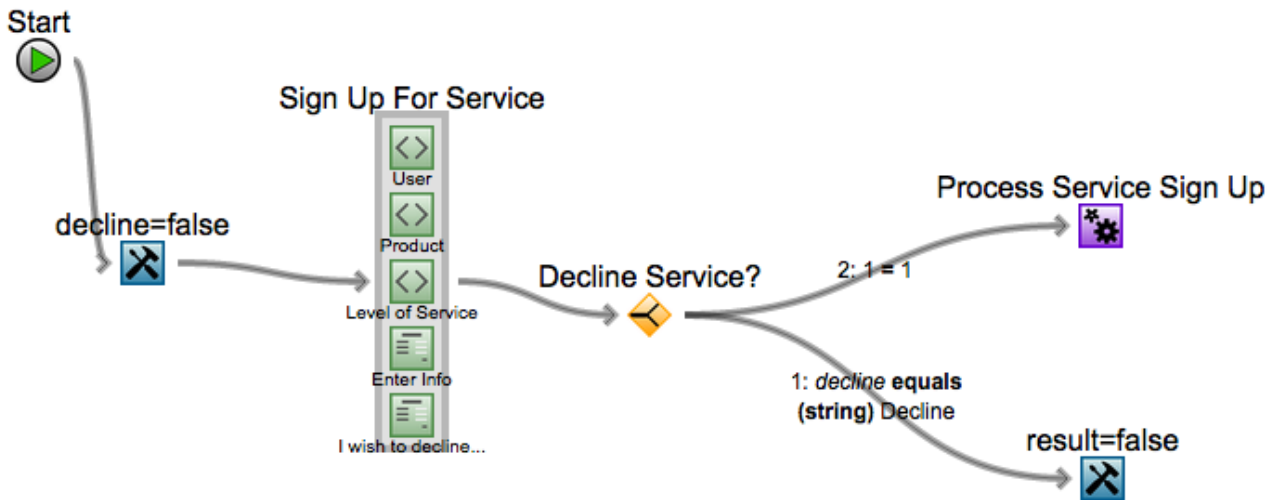 Start
Sign Up For Service
User
Process Service Sign Up
decline=false
Product
Decline Service?
2: 1 = 1
Level of Service
Enter Info
1: decline equals
(string) Decline
I wish to decline...
result=false